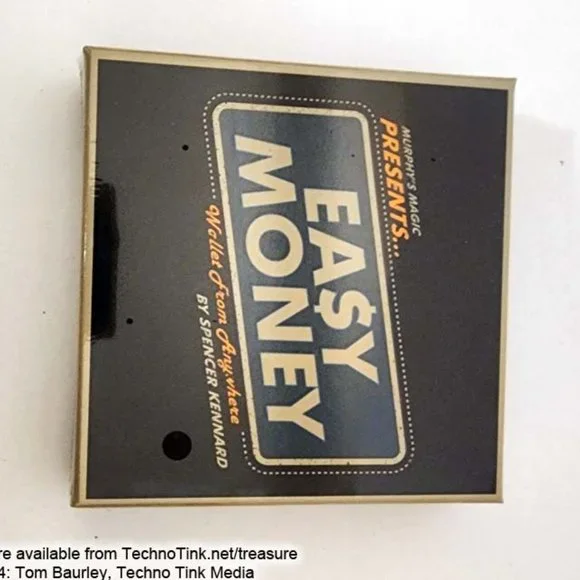 MURPHY'S MAGIC
PRESENTS...
EA$Y
MONEY
Wallet from Anywhere
BY SPENCER KENNARD
re available from TechnoTink.net/treasure
4: Tom Baurley, Techno Tink Media